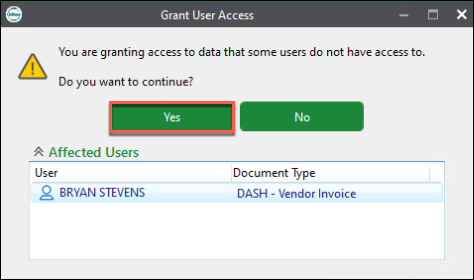 Grant User Access
You are granting access to data that some users do not have access to.
Do you want to continue?
Yes No
Affected Users
User Document Type
BRYAN STEVENS DASH - Vendor Invoice